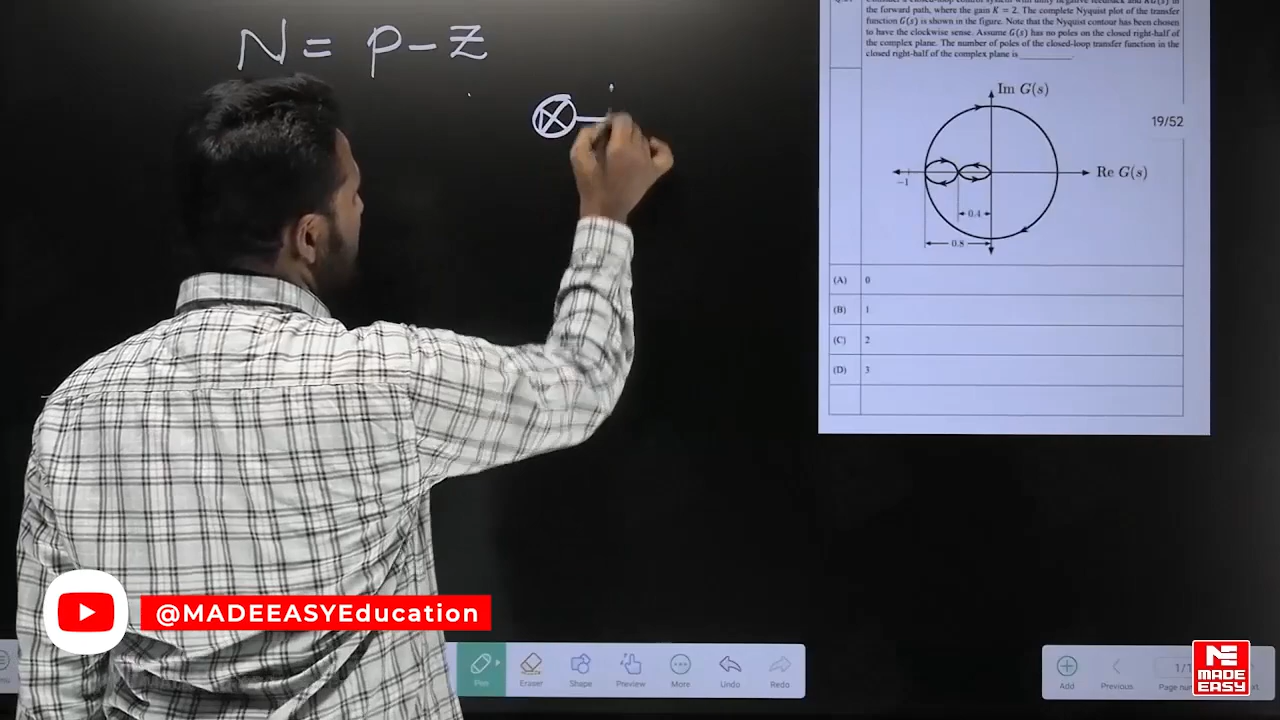 N = P - Z
the forward path, where the gain K = 2. The complete Nyquist plot of the transfer
function G(s) is shown in the figure. Note that the Nyquist contour has been chosen
to have the clockwise sense. Assume G(s) has no poles on the closed right-half of
the complex plane. The number of poles of the closed-loop transfer function in the
closed right-half of the complex plane is __________.
Im G(s)
19/52
Re G(s)
-1
0.4
0.8
(A) 0
(B) 1
(C) 2
(D) 3
@MADEEASYEducation
Pen
Eraser
Shape
Preview
More
Undo
Redo
Add
Previous
ME
MADE
EASY